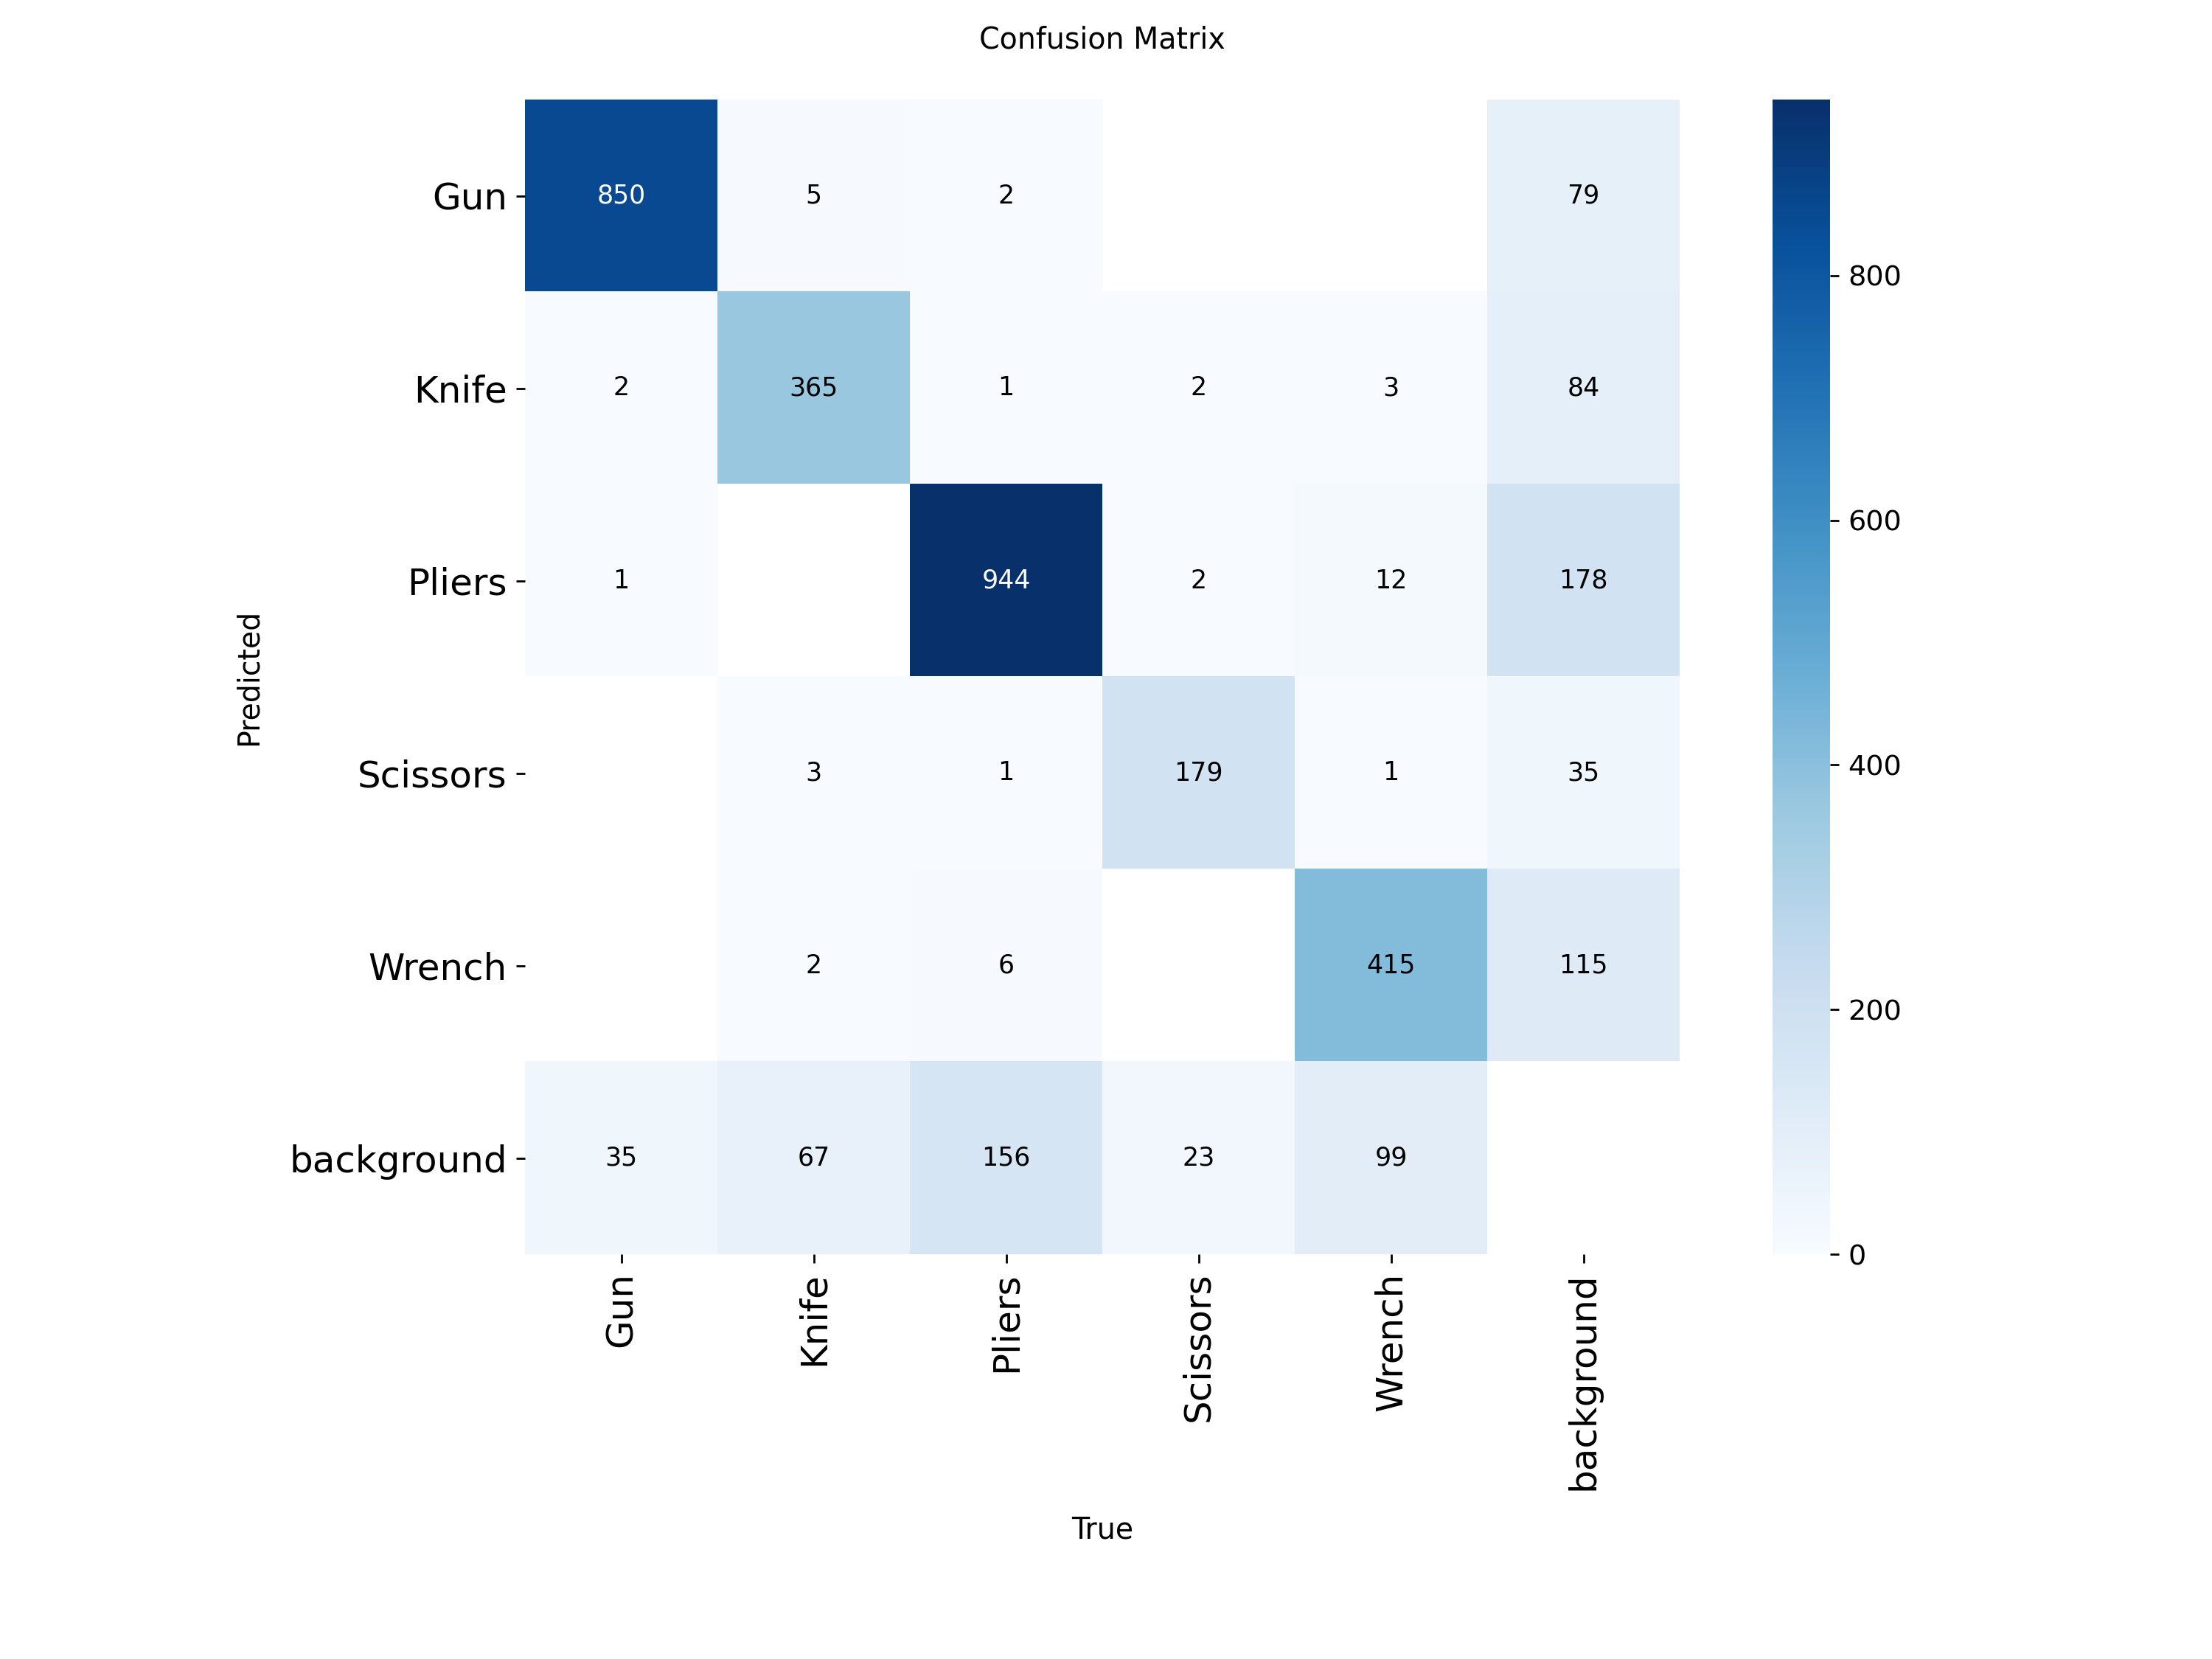 Confusion Matrix
Gun 850 5 2 79
Knife 2 365 1 2 3 84
Pliers 1 944 2 12 178
Scissors 3 1 179 1 35
Wrench 2 6 415 115
background 35 67 156 23 99
Predicted
Gun Knife Pliers Scissors Wrench background
True
800
600
400
200
0